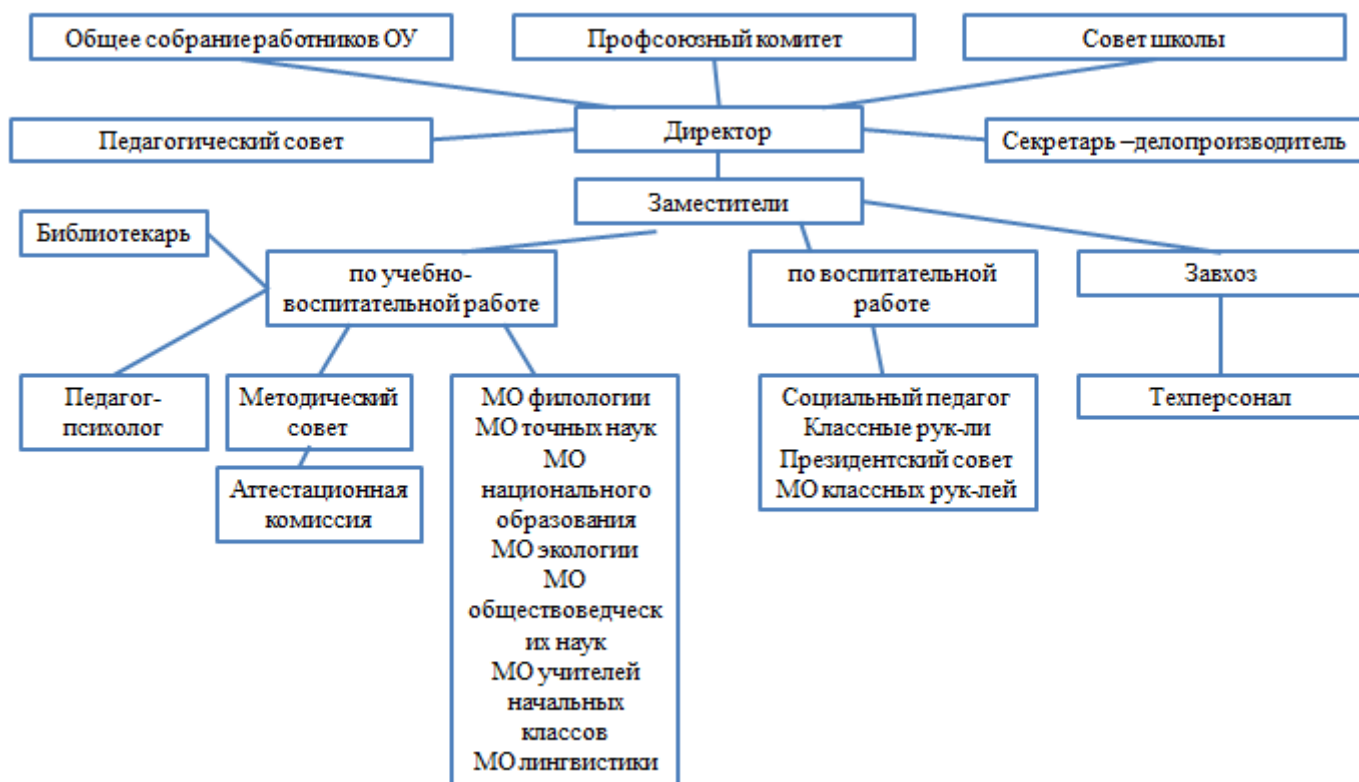 Общее собрание работников ОУ
Профсоюзный комитет
Совет школы
Педагогический совет
Директор
Секретарь –делопроизводитель
Заместители
Библиотекарь
по учебно-
воспитательной работе
по воспитательной
работе
Завхоз
Педагог-
психолог
Методический
совет
МО филологии
МО точных наук
МО
национального
образования
МО экологии
МО
обществоведческ
их наук
МО учителей
начальных
классов
МО лингвистики
Социальный педагог
Классные рук-ли
Президентский совет
МО классных рук-лей
Техперсонал
Аттестационная
комиссия